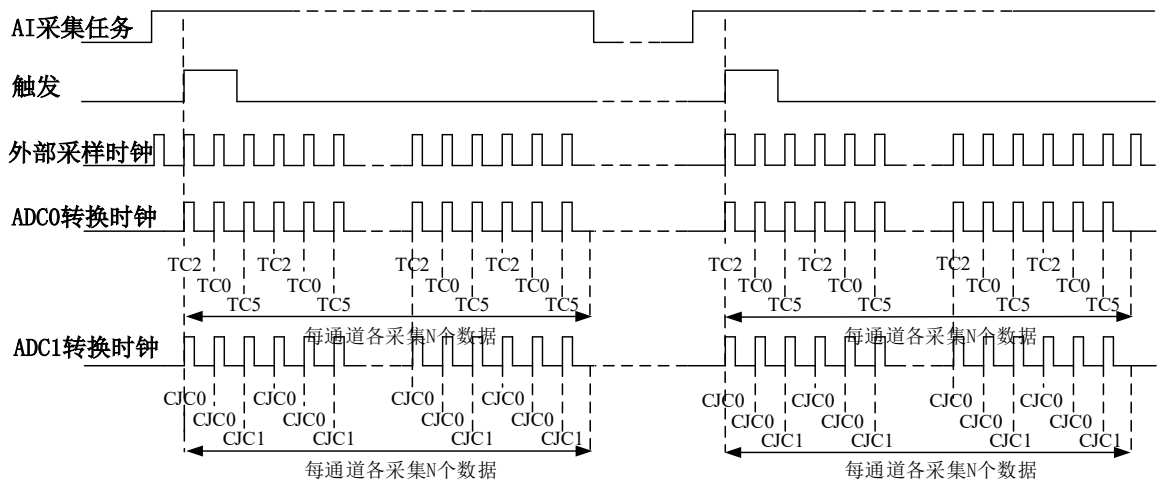 AI采集任务
触发
外部采样时钟
ADC0转换时钟
TC2 TC2 TC2 TC2 TC2 TC2 TC2 TC2
TC0 TC0 TC0 TC0 TC0 TC0 TC0 TC0
TC5 TC5 TC5 TC5 TC5 TC5 TC5 TC5
每通道各采集N个数据 每通道各采集N个数据
ADC1转换时钟
CJC0 CJC0 CJC0 CJC0 CJC0 CJC0 CJC0 CJC0
CJC0 CJC0 CJC0 CJC0 CJC0 CJC0 CJC0 CJC0
CJC1 CJC1 CJC1 CJC1 CJC1 CJC1 CJC1 CJC1
每通道各采集N个数据 每通道各采集N个数据